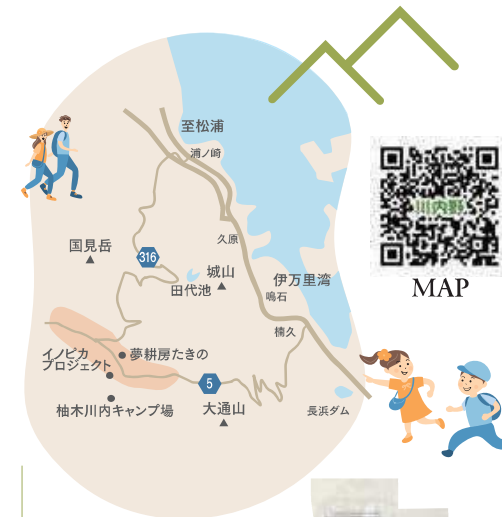 至松浦
浦ノ崎
久原
国見岳
316
城山
田代池
伊万里湾
鳴石
楠久
MAP
川内野
イノピカ
プロジェクト
夢耕房たきの
5
柚木川内キャンプ場
大通山
長浜ダム